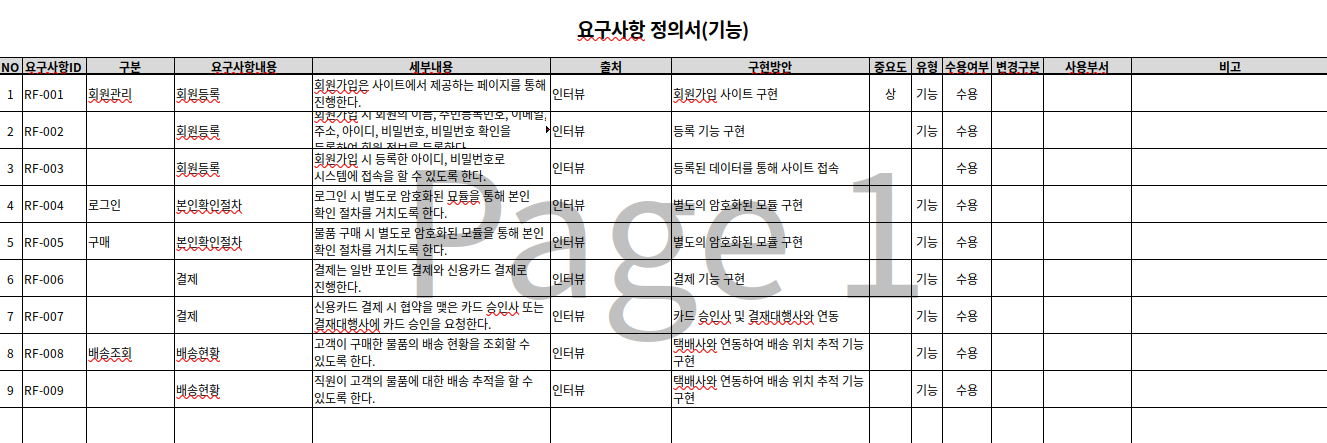 요구사항 정의서(기능)
NO 요구사항ID 구분 요구사항내용 세부내용 출처 구현방안 중요도 유형 수용여부 변경구분 사용부서 비고
1 RF-001 회원관리 회원등록 회원가입은 사이트에서 제공하는 페이지를 통해 인터뷰 회원가입 사이트 구현 상 기능 수용
진행한다.
회원가입 시 회원의 이름, 주민등록번호, 이메일,
2 RF-002 회원등록 주소, 아이디, 비밀번호, 비밀번호 확인을 인터뷰 등록 기능 구현 기능 수용
등록하여 회원 정보를 등록한다.
3 RF-003 회원등록 회원가입 시 등록한 아이디, 비밀번호로 인터뷰 등록된 데이터를 통해 사이트 접속 수용
시스템에 접속을 할 수 있도록 한다.
4 RF-004 로그인 본인확인절차 로그인 시 별도로 암호화된 묘듈을 통해 본인 인터뷰 별도의 암호화된 모듈 구현 기능 수용
확인 절차를 거치도록 한다.
5 RF-005 구매 본인확인절차 물품 구매 시 별도로 암호화된 모듈을 통해 본인 인터뷰 별도의 암호화된 모듈 구현 기능 수용
확인 절차를 거치도록 한다.
6 RF-006 결제 결제는 일반 포인트 결제와 신용카드 결제로 인터뷰 결제 기능 구현 기능 수용
진행한다.
7 RF-007 결제 신용카드 결제 시 협약을 맺은 카드 승인사 또는 인터뷰 카드 승인사 및 결재대행사와 연동 기능 수용
결재대행사에 카드 승인을 요청한다.
8 RF-008 배송조회 배송현황 고객이 구매한 물품의 배송 현황을 조회할 수 인터뷰 택배사와 연동하여 배송 위치 추적 기능 기능 수용
있도록 한다. 구현
9 RF-009 배송현황 직원이 고객의 물품에 대한 배송 추적을 할 수 인터뷰 택배사와 연동하여 배송 위치 추적 기능 기능 수용
있도록 한다. 구현
Page 1